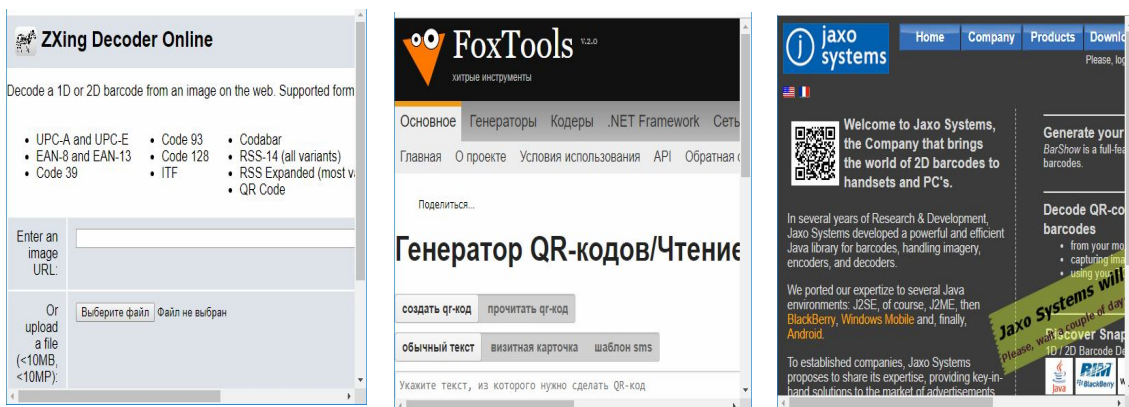 ZXing Decoder Online
Decode a 1D or 2D barcode from an image on the web. Supported form
UPC-A and UPC-E
EAN-8 and EAN-13
Code 39
Code 93
Code 128
ITF
Codabar
RSS-14 (all variants)
RSS Expanded (most v
QR Code
Enter an image URL:
Or upload a file (<10MB, <10MP):
Выберите файл Файл не выбран
FoxTools v.2.0
хитрые инструменты
Основное Генераторы Кодеры .NET Framework Сеть
Главная О проекте Условия использования API Обратная
Поделиться...
Генератор QR-кодов/Чтение
создать qr-код прочитать qr-код
обычный текст визитная карточка шаблон sms
Укажите текст, из которого нужно сделать QR-код
jaxo
systems
Home Company Products Downlo
Please, log
Welcome to Jaxo Systems,
the Company that brings
the world of 2D barcodes to
handsets and PC's.
In several years of Research & Development,
Jaxo Systems developed a powerful and efficient
Java library for barcodes, handling imagery,
encoders, and decoders.
We ported our expertize to several Java
environments: J2SE, of course, J2ME, then
BlackBerry, Windows Mobile and, finally,
Android.
To established companies, Jaxo Systems
proposes to share its expertise, providing key-in-
hand solutions to the market of advertisements
Generate your
BarShow is a full-fea
barcodes.
Decode QR-co
barcodes
from your mo
capturing ima
using you
Jaxo Systems will
Please, wait a couple of day
Discover Snap
1D / 2D Barcode De
Java
RIM
BlackBerry